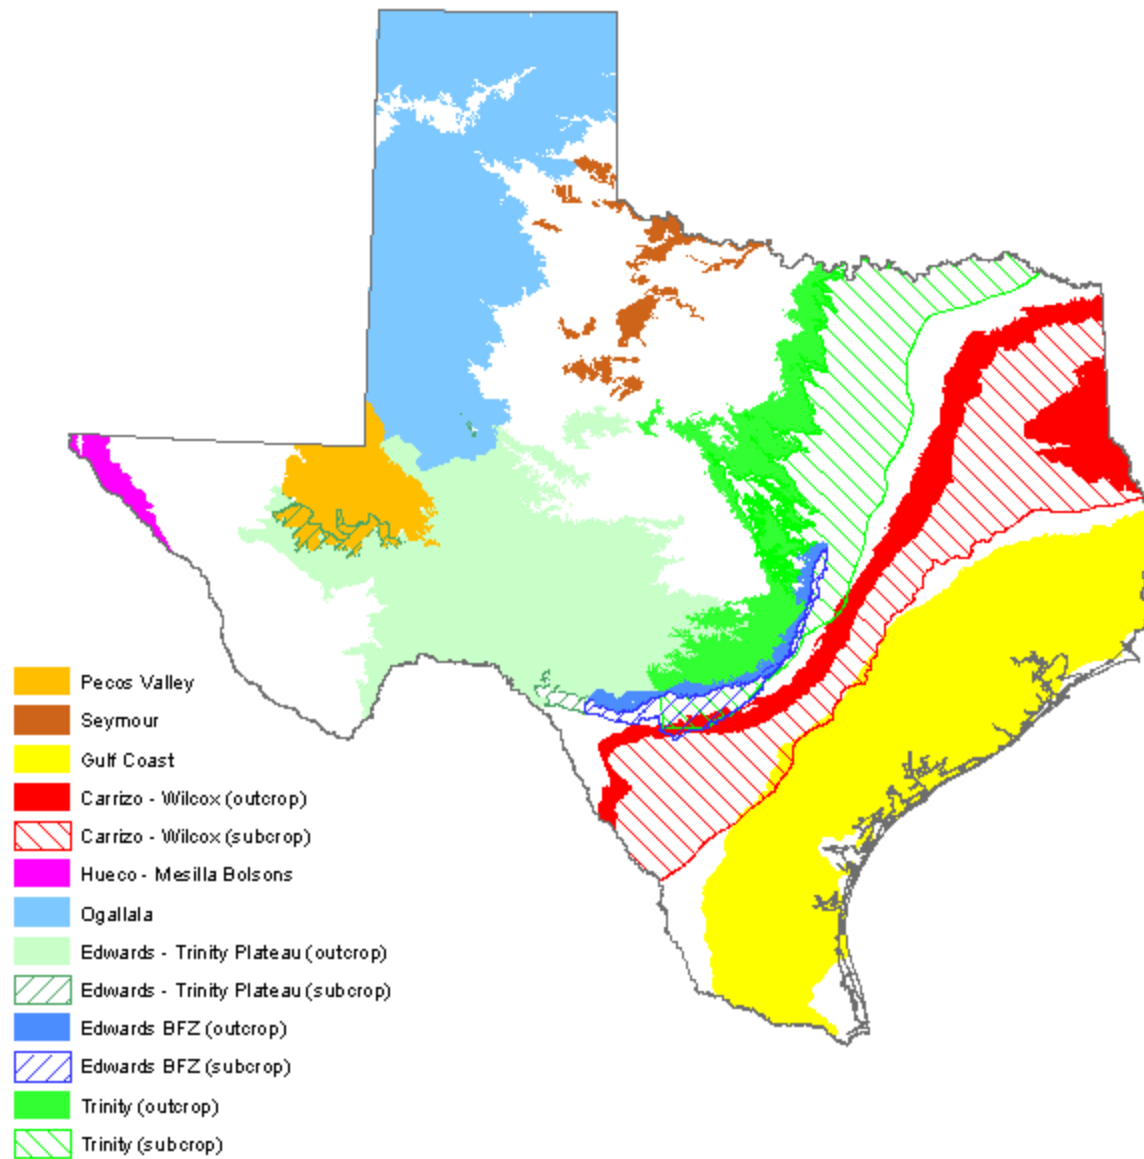 Pecos Valley
Seymour
Gulf Coast
Carrizo - Wilcox (outcrop)
Carrizo - Wilcox (subcrop)
Hueco - Mesilla Bolsons
Ogallala
Edwards - Trinity Plateau (outcrop)
Edwards - Trinity Plateau (subcrop)
Edwards BFZ (outcrop)
Edwards BFZ (subcrop)
Trinity (outcrop)
Trinity (subcrop)